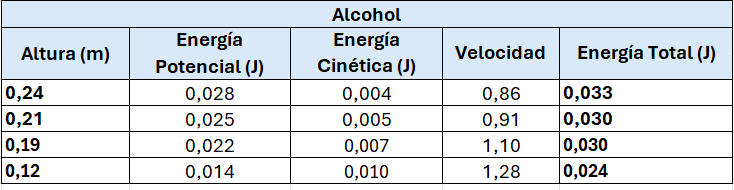 Alcohol
Altura (m) Energía Potencial (J) Energía Cinética (J) Velocidad Energía Total (J)
0,24 0,028 0,004 0,86 0,033
0,21 0,025 0,005 0,91 0,030
0,19 0,022 0,007 1,10 0,030
0,12 0,014 0,010 1,28 0,024